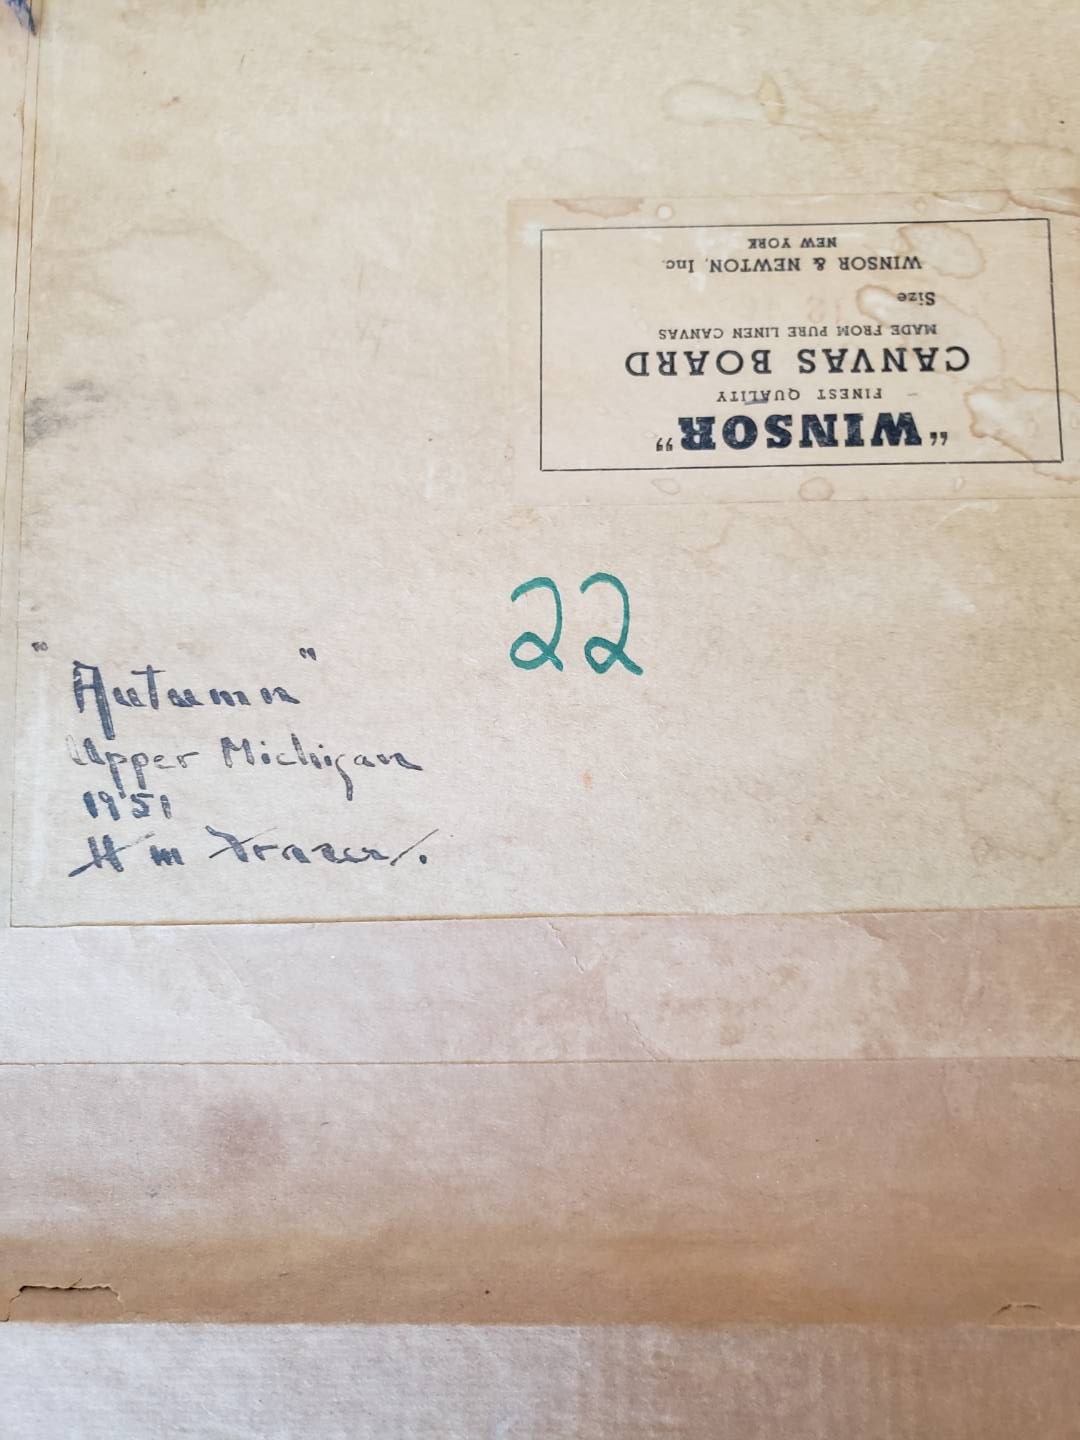 "WINSOR"
FINEST QUALITY
CANVAS BOARD
MADE FROM PURE LINEN CANVAS
Size
WINSOR & NEWTON, Inc.
NEW YORK
22
"Autumn"
Upper Michigan
1951